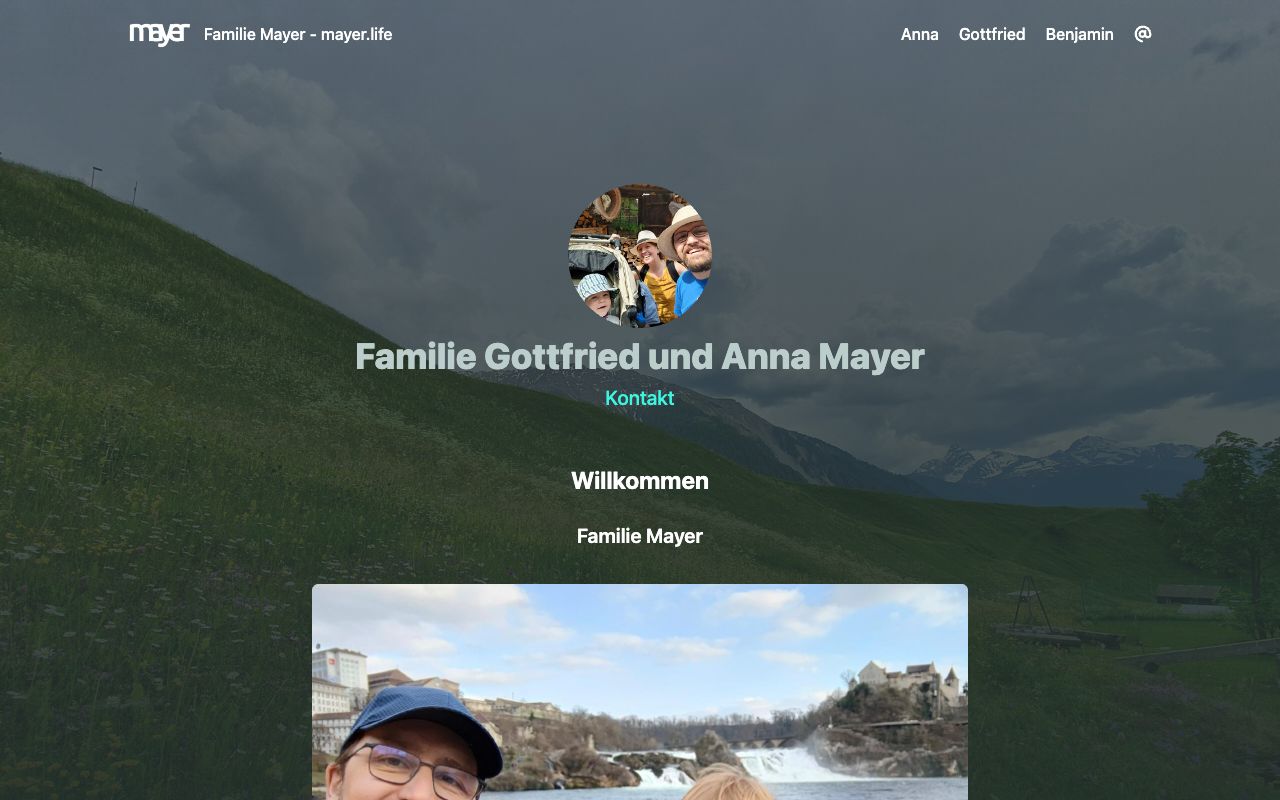 mayer Familie Mayer - mayer.life Anna Gottfried Benjamin @
Familie Gottfried und Anna Mayer
Kontakt
Willkommen
Familie Mayer